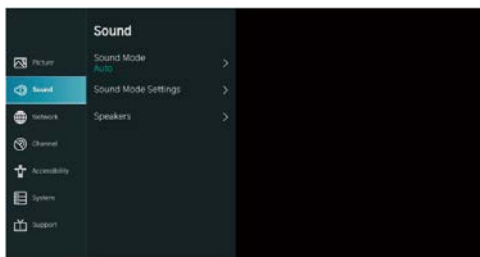 Sound
Picture
Sound
Network
Channel
Accessibility
System
Support
Sound Mode
Auto
Sound Mode Settings
Speakers